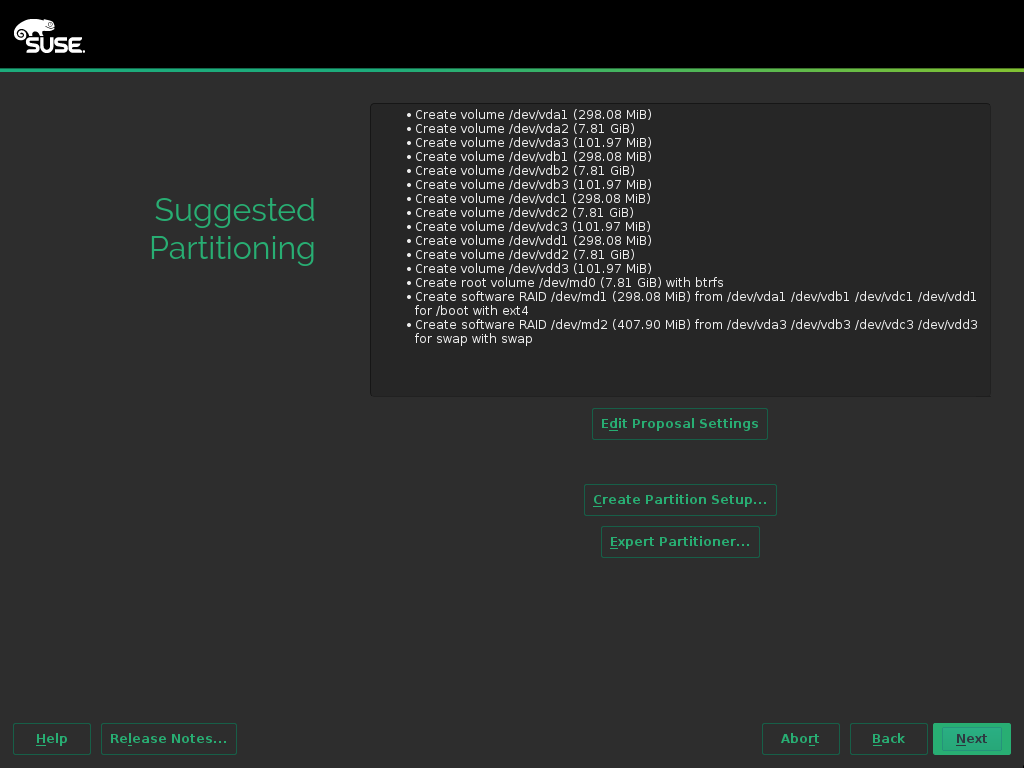 SUSE.
Suggested
Partitioning
• Create volume /dev/vda1 (298.08 MiB)
• Create volume /dev/vda2 (7.81 GiB)
• Create volume /dev/vda3 (101.97 MiB)
• Create volume /dev/vdb1 (298.08 MiB)
• Create volume /dev/vdb2 (7.81 GiB)
• Create volume /dev/vdb3 (101.97 MiB)
• Create volume /dev/vdc1 (298.08 MiB)
• Create volume /dev/vdc2 (7.81 GiB)
• Create volume /dev/vdc3 (101.97 MiB)
• Create volume /dev/vdd1 (298.08 MiB)
• Create volume /dev/vdd2 (7.81 GiB)
• Create volume /dev/vdd3 (101.97 MiB)
• Create root volume /dev/md0 (7.81 GiB) with btrfs
• Create software RAID /dev/md1 (298.08 MiB) from /dev/vda1 /dev/vdb1 /dev/vdc1 /dev/vdd1
for /boot with ext4
• Create software RAID /dev/md2 (407.90 MiB) from /dev/vda3 /dev/vdb3 /dev/vdc3 /dev/vdd3
for swap with swap
Edit Proposal Settings
Create Partition Setup...
Expert Partitioner...
Help
Release Notes...
Abort
Back
Next